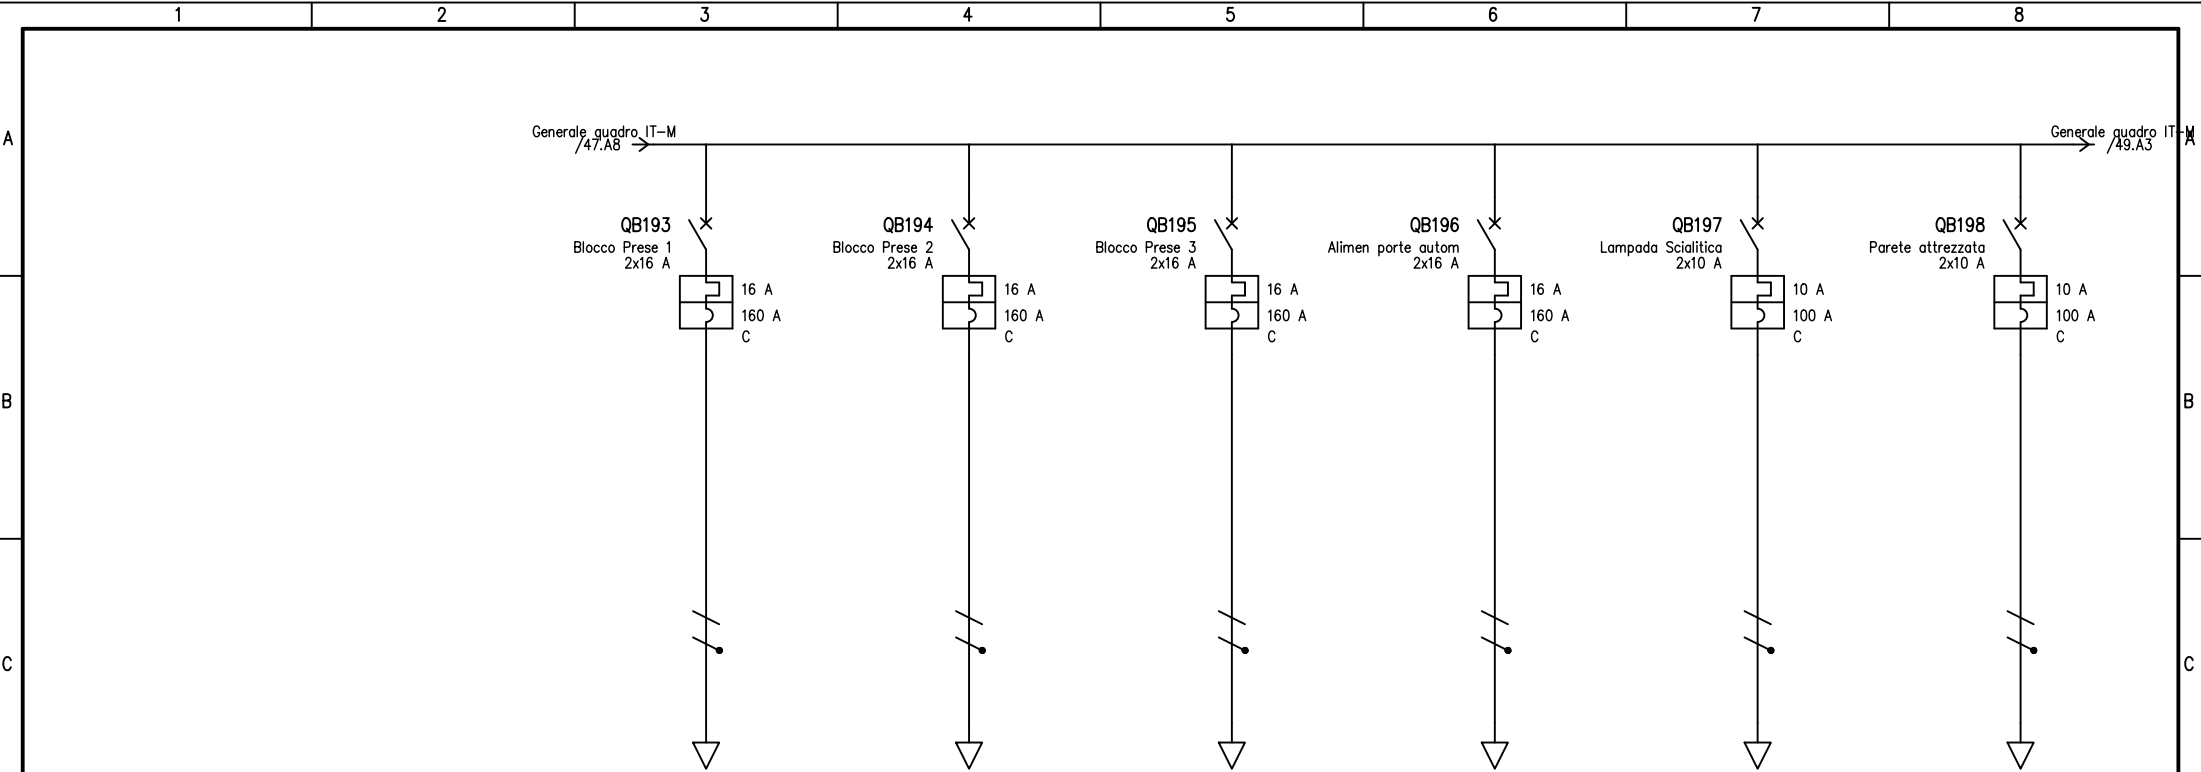 1 2 3 4 5 6 7 8
A
Generale quadro IT-M
/47.A8
Generale quadro IT-M
/49.A3
A
QB193
Blocco Prese 1
2x16 A
16 A
160 A
C
QB194
Blocco Prese 2
2x16 A
16 A
160 A
C
QB195
Blocco Prese 3
2x16 A
16 A
160 A
C
QB196
Alimen porte autom
2x16 A
16 A
160 A
C
QB197
Lampada Scialitica
2x10 A
10 A
100 A
C
QB198
Parete attrezzata
2x10 A
10 A
100 A
C
B
B
C
C